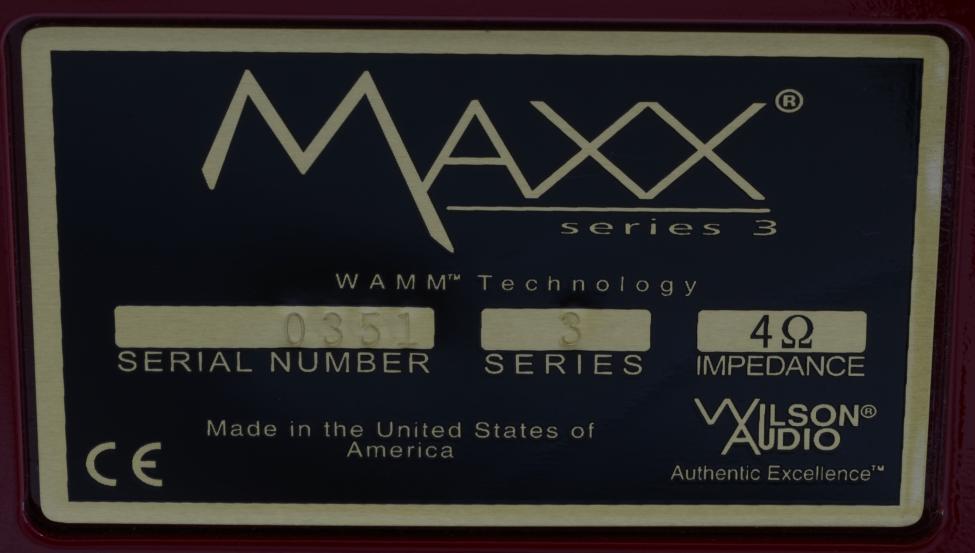 MAXX®
series 3
WAMM™ Technology
0351 3 4Ω
SERIAL NUMBER SERIES IMPEDANCE
Made in the United States of
America
WILSON®
AUDIO
Authentic Excellence™
CE